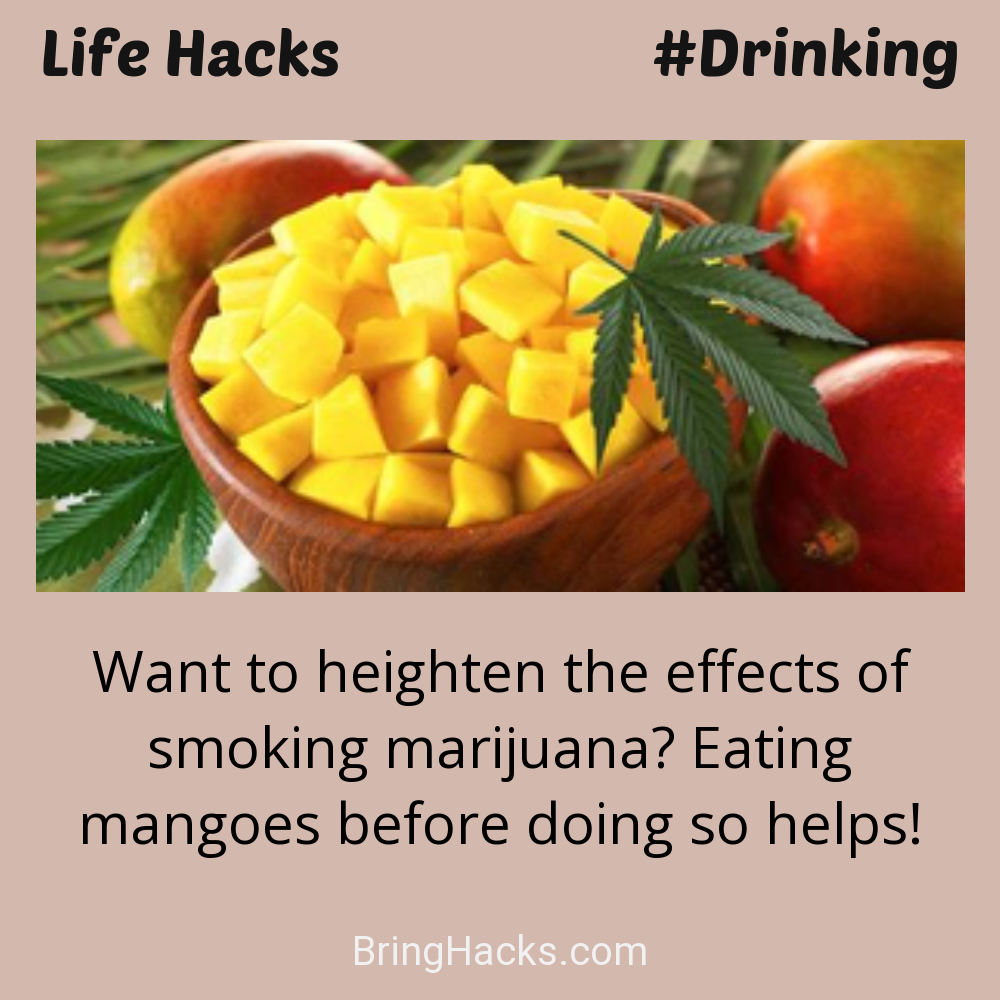 Life Hacks #Drinking
Want to heighten the effects of
smoking marijuana? Eating
mangoes before doing so helps!
BringHacks.com